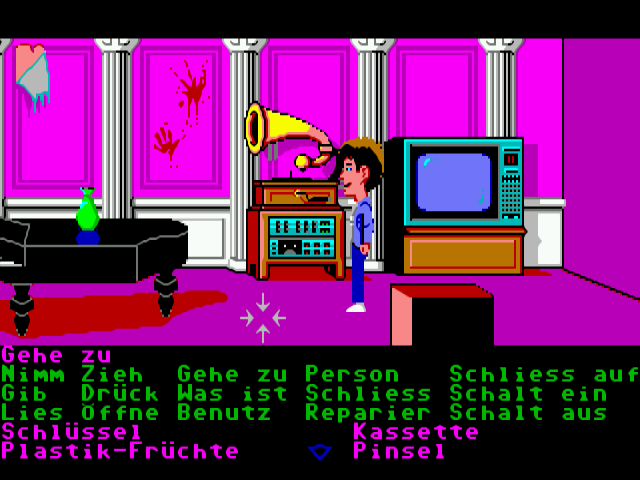 Gehe zu
Nimm Zieh Gehe zu Person Schliess auf
Gib Drück Was ist Schliess Schalt ein
Lies Öffne Benutz Reparier Schalt aus
Schlüssel Kassette
Plastik-Früchte Pinsel